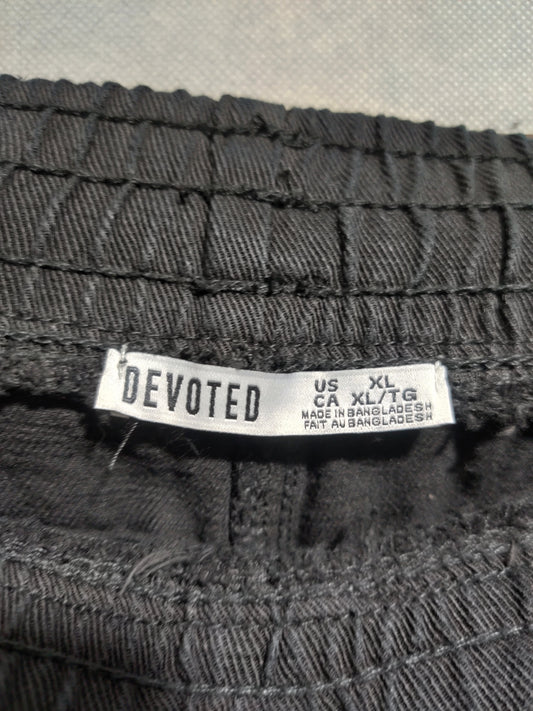 DEVOTED
US XL
CA XL/TG
MADE IN BANGLADESH
FAIT AU BANGLADESH